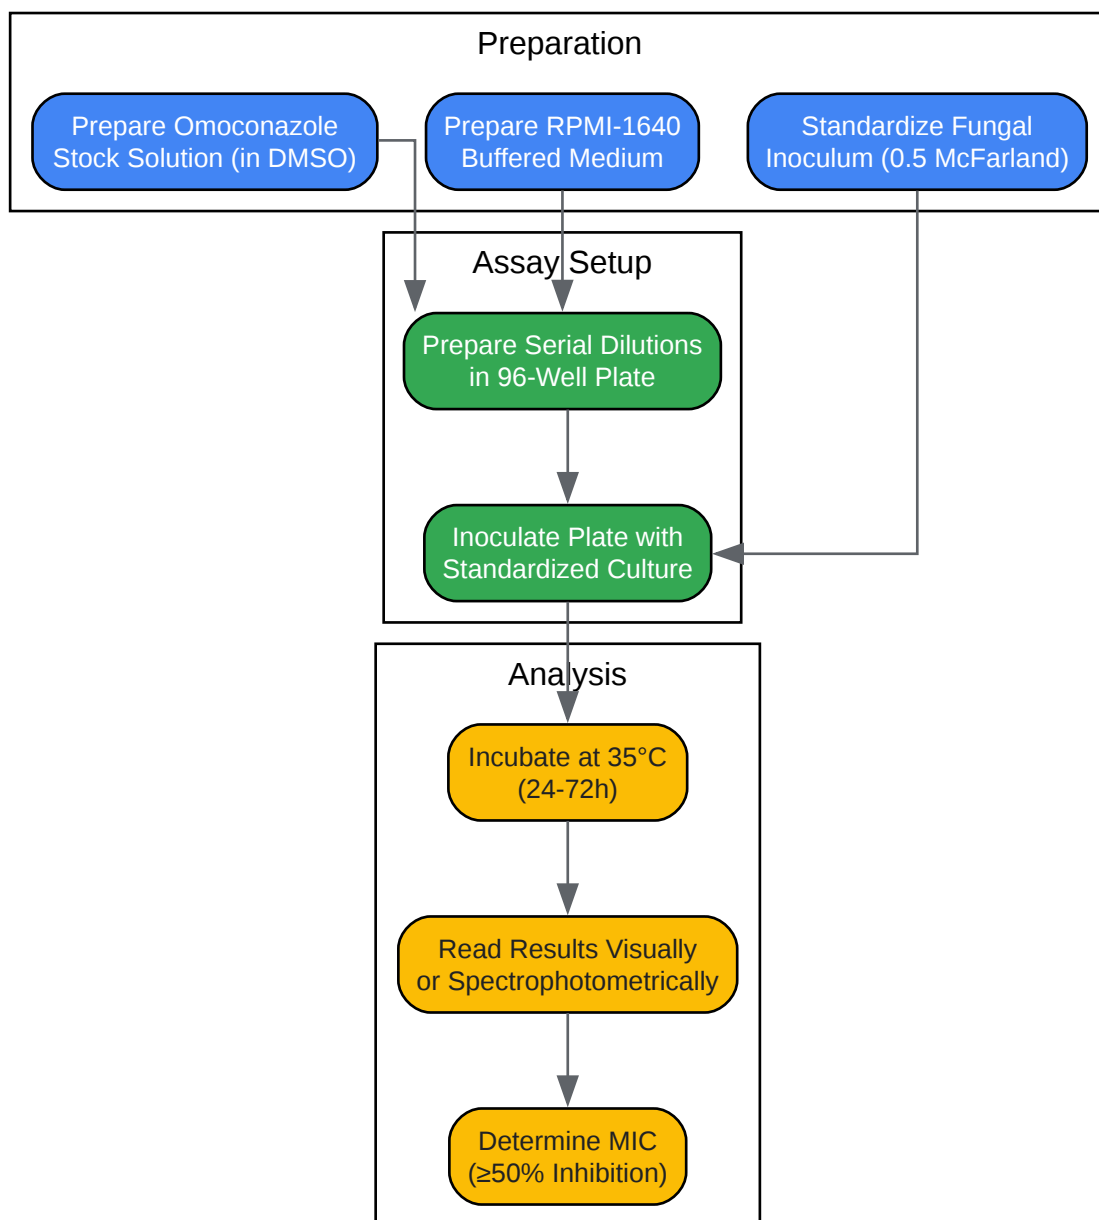 Preparation
Prepare Omoconazole
Stock Solution (in DMSO)
Prepare RPMI-1640
Buffered Medium
Standardize Fungal
Inoculum (0.5 McFarland)
Assay Setup
Prepare Serial Dilutions
in 96-Well Plate
Inoculate Plate with
Standardized Culture
Analysis
Incubate at 35°C
(24-72h)
Read Results Visually
or Spectrophotometrically
Determine MIC
(≥50% Inhibition)